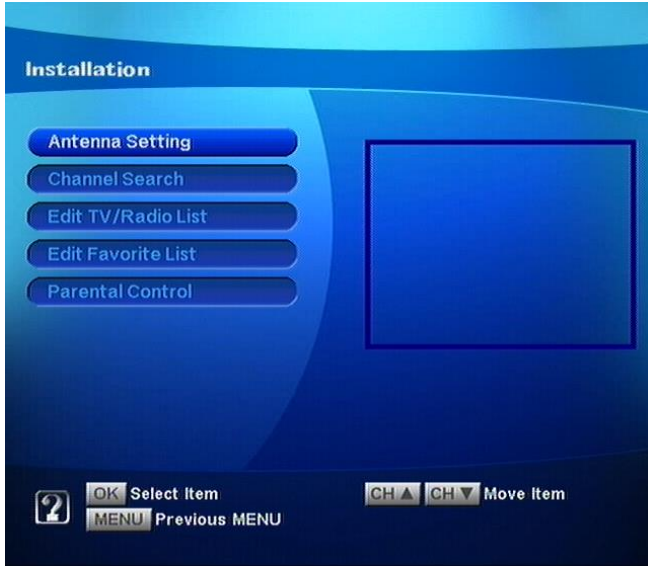 Installation
Antenna Setting
Channel Search
Edit TV/Radio List
Edit Favorite List
Parental Control
? OK Select Item CH ▲ CH ▼ Move Item
MENU Previous MENU